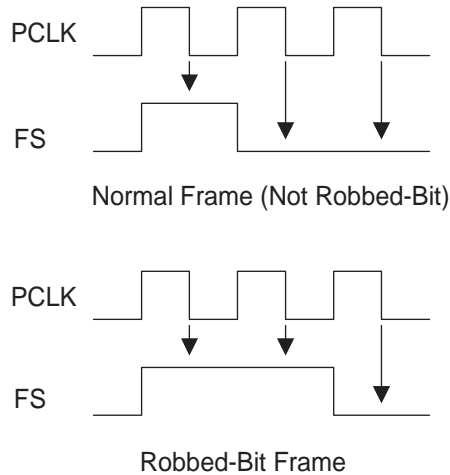 PCLK
FS
Normal Frame (Not Robbed-Bit)
PCLK
FS
Robbed-Bit Frame